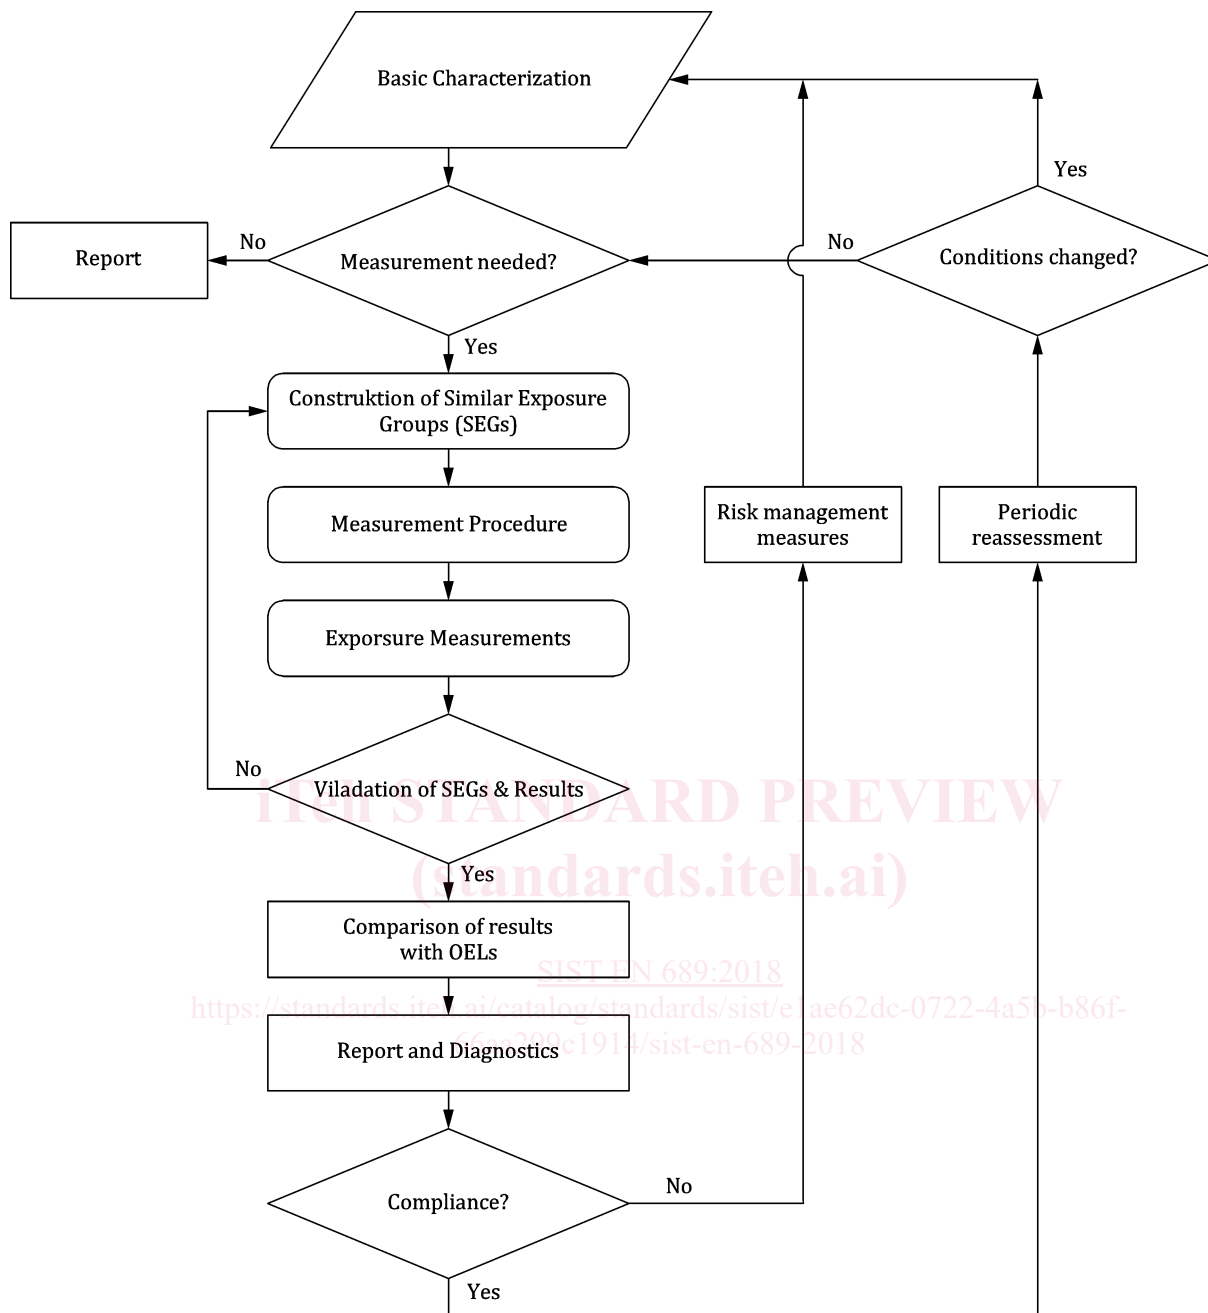 Basic Characterization
Yes
Report
No
Measurement needed?
No
Conditions changed?
Yes
Construktion of Similar Exposure
Groups (SEGs)
Measurement Procedure
Risk management
measures
Periodic
reassessment
Exporsure Measurements
No
Viladation of SEGs & Results
iTeh STANDARD PREVIEW
(standards.iteh.ai)
Yes
Comparison of results
with OELs
SIST EN 689:2018
https://standards.iteh.ai/catalog/standards/sist/e1ae62dc-0722-4a5b-b86f-
66aa299c1914/sist-en-689-2018
Report and Diagnostics
Compliance?
No
Yes